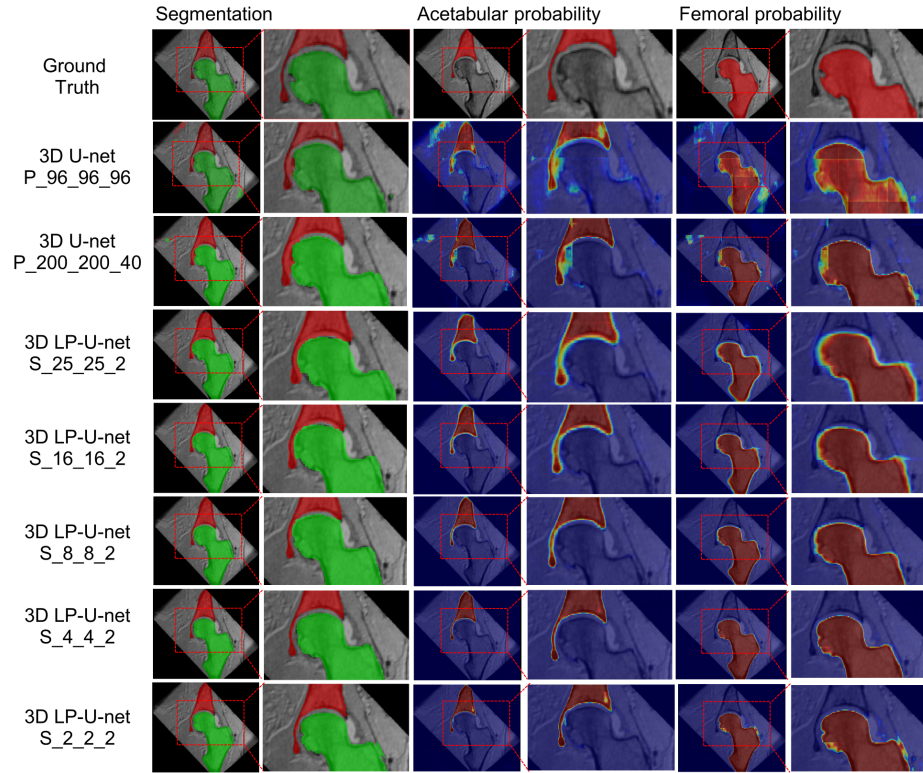 Segmentation
Acetabular probability
Femoral probability
Ground
Truth
3D U-net
P_96_96_96
3D U-net
P_200_200_40
3D LP-U-net
S_25_25_2
3D LP-U-net
S_16_16_2
3D LP-U-net
S_8_8_2
3D LP-U-net
S_4_4_2
3D LP-U-net
S_2_2_2